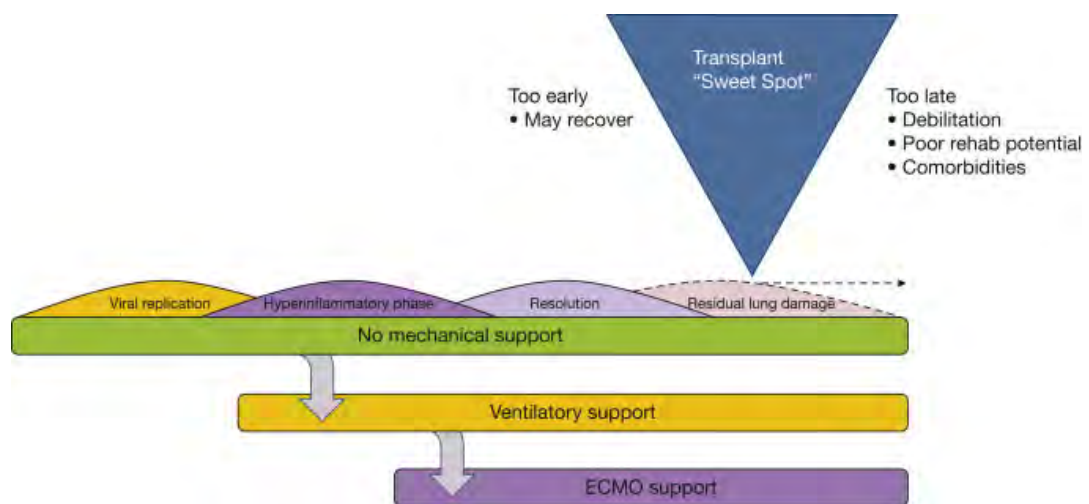 Transplant
“Sweet Spot”
Too early
• May recover
Too late
• Debilitation
• Poor rehab potential
• Comorbidities
Viral replication
Hyperinflammatory phase
Resolution
Residual lung damage
No mechanical support
Ventilatory support
ECMO support